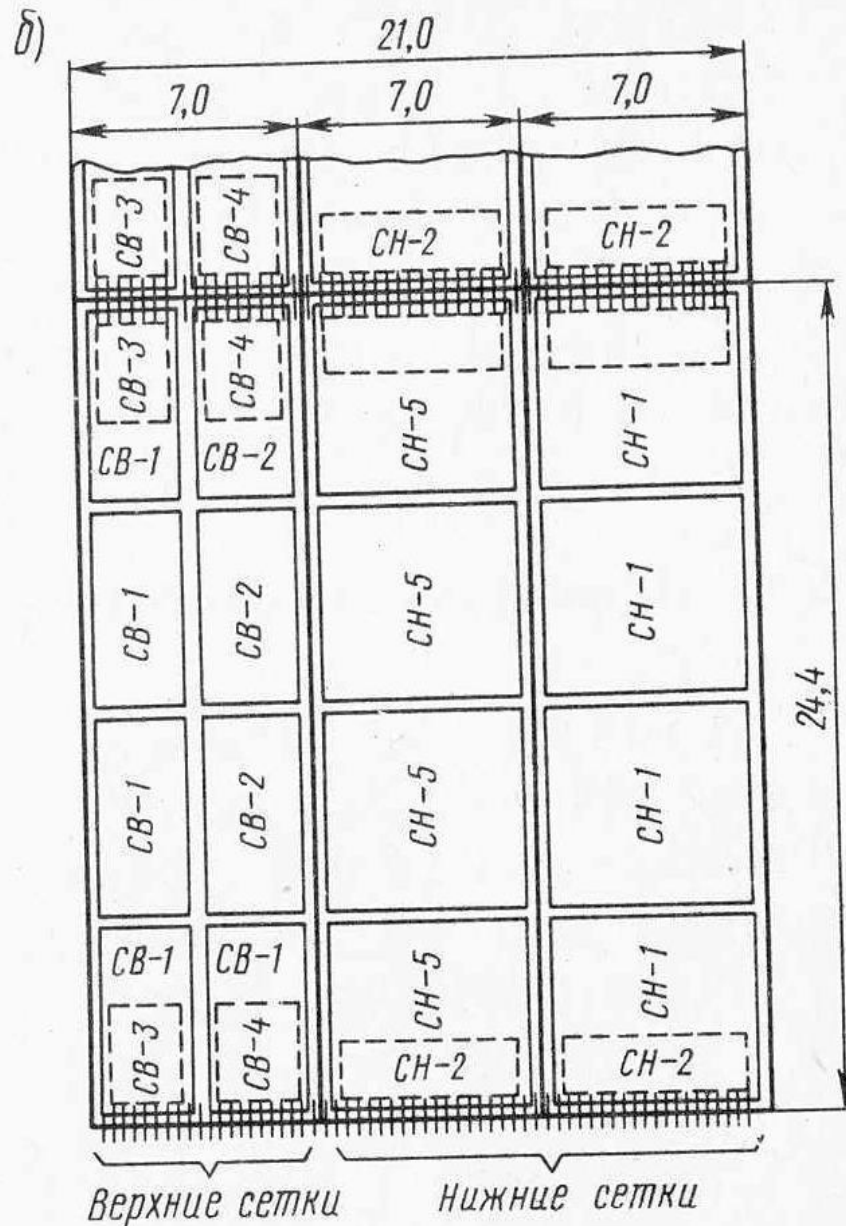 б)
21,0
7,0 7,0 7,0
СВ-3 СВ-4 СН-2 СН-2
СВ-3 СВ-4
СВ-1 СВ-2 СН-5 СН-1
СВ-1 СВ-2 СН-5 СН-1
24,4
СВ-1 СВ-2 СН-5 СН-1
СВ-1 СВ-1 СН-5 СН-1
СВ-3 СВ-4 СН-2 СН-2
Верхние сетки Нижние сетки